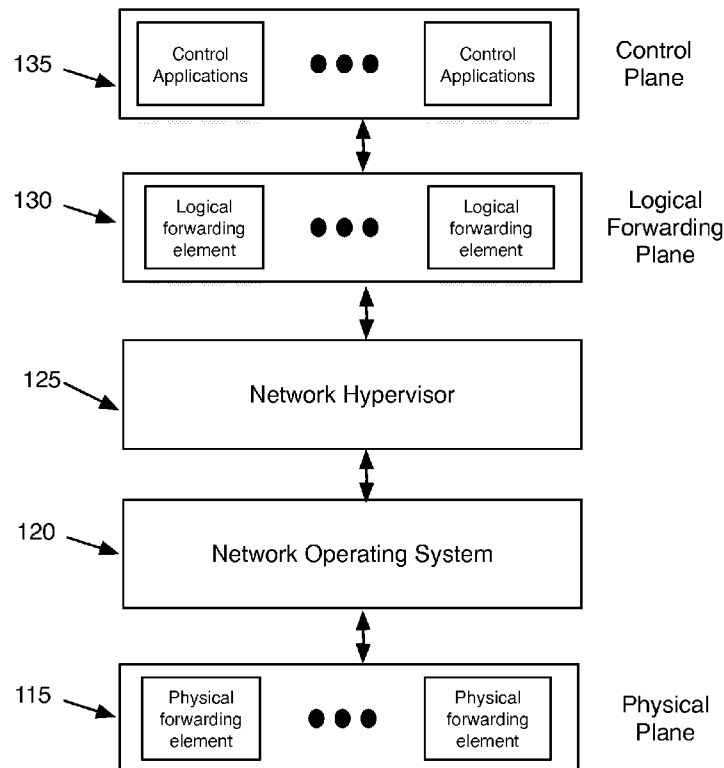 135
Control
Applications
Control
Applications
Control
Plane
130
Logical
forwarding
element
Logical
forwarding
element
Logical
Forwarding
Plane
125
Network Hypervisor
120
Network Operating System
115
Physical
forwarding
element
Physical
forwarding
element
Physical
Plane